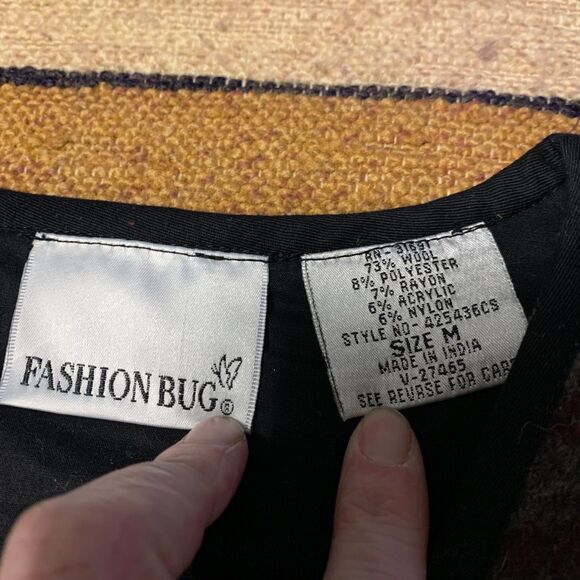 FASHION BUG®
RN-31691
73% WOOL
8% POLYESTER
7% RAYON
6% ACRYLIC
6% NYLON
STYLE NO- 425436CS
SIZE M
MADE IN INDIA
V-27465
SEE REVRSE FOR CARE